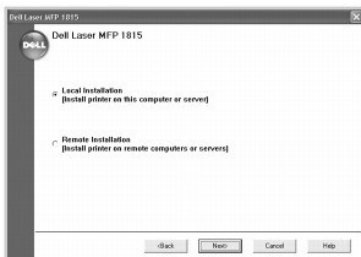 Dell Laser MFP 1815
DELL
Dell Laser MFP 1815
Local Installation
(Install printer on this computer or server)
Remote Installation
(Install printer on remote computers or servers)
<Back
Next>
Cancel
Help